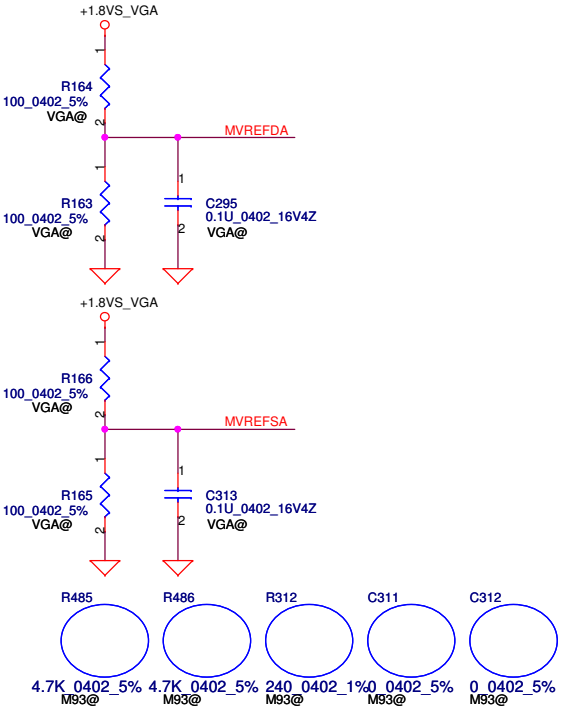 +1.8VS_VGA
1
R164
100_0402_5%
VGA@
2
MVREFDA
1
R163
100_0402_5%
VGA@
2
1
C295
0.1U_0402_16V4Z
VGA@
2
+1.8VS_VGA
1
R166
100_0402_5%
VGA@
2
MVREFSA
1
R165
100_0402_5%
VGA@
2
1
C313
0.1U_0402_16V4Z
VGA@
2
R485 R486 R312 C311 C312
4.7K_0402_5% 4.7K_0402_5% 240_0402_1% 0_0402_5% 0_0402_5%
M93@ M93@ M93@ M93@ M93@